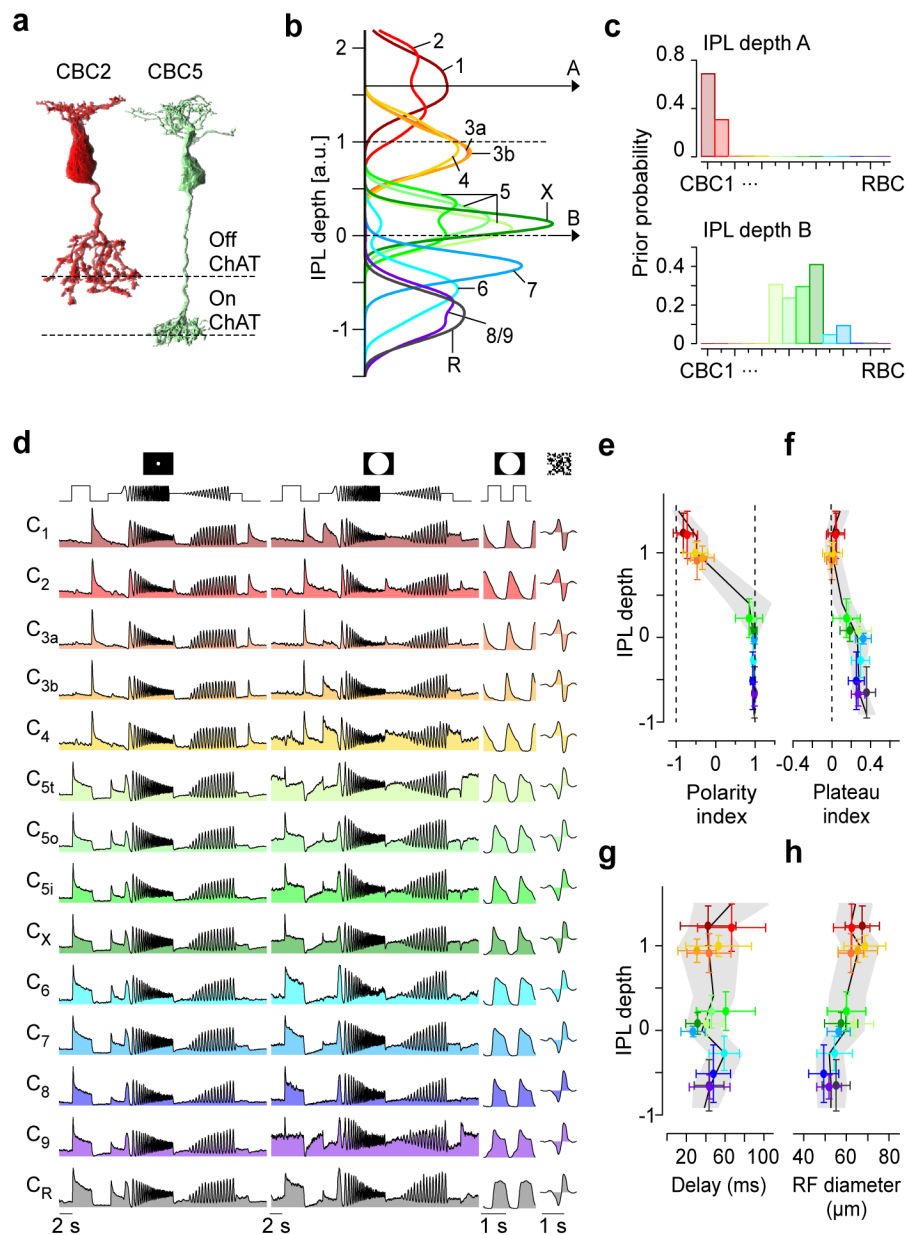 a
CBC2
CBC5
Off
ChAT
On
ChAT
b
IPL depth [a.u.]
2
1
0
-1
2
1
A
3a
3b
4
5
X
B
6
7
8/9
R
c
Prior probability
IPL depth A
0.8
0.4
0
CBC1 ···
RBC
IPL depth B
0.4
0.2
0
CBC1 ···
RBC
d
C1
C2
C3a
C3b
C4
C5t
C5o
C5i
CX
C6
C7
C8
C9
CR
2 s
2 s
1 s
1 s
e
IPL depth
1
0
-1
-1
0
1
Polarity
index
f
-0.4
0
0.4
Plateau
index
g
IPL depth
1
0
-1
20
60
100
Delay (ms)
h
40
60
80
RF diameter
(µm)